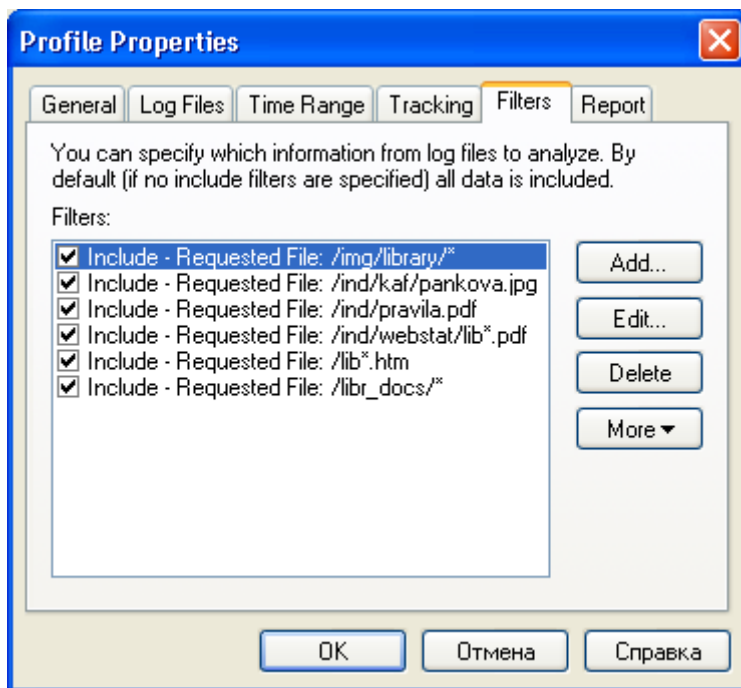 Profile Properties
General Log Files Time Range Tracking Filters Report
You can specify which information from log files to analyze. By
default (if no include filters are specified) all data is included.
Filters:
Include - Requested File: /img/library/*
Include - Requested File: /ind/kaf/pankova.jpg
Include - Requested File: /ind/pravila.pdf
Include - Requested File: /ind/webstat/lib*.pdf
Include - Requested File: /lib*.htm
Include - Requested File: /libr_docs/*
Add...
Edit...
Delete
More
OK Отмена Справка